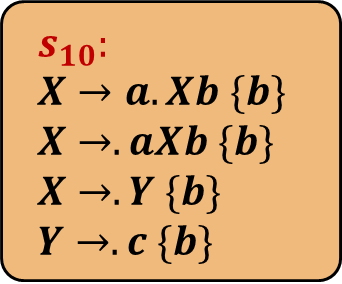 s₁₀:
X → a. Xb {b}
X →. aXb {b}
X →. Y {b}
Y →. c {b}